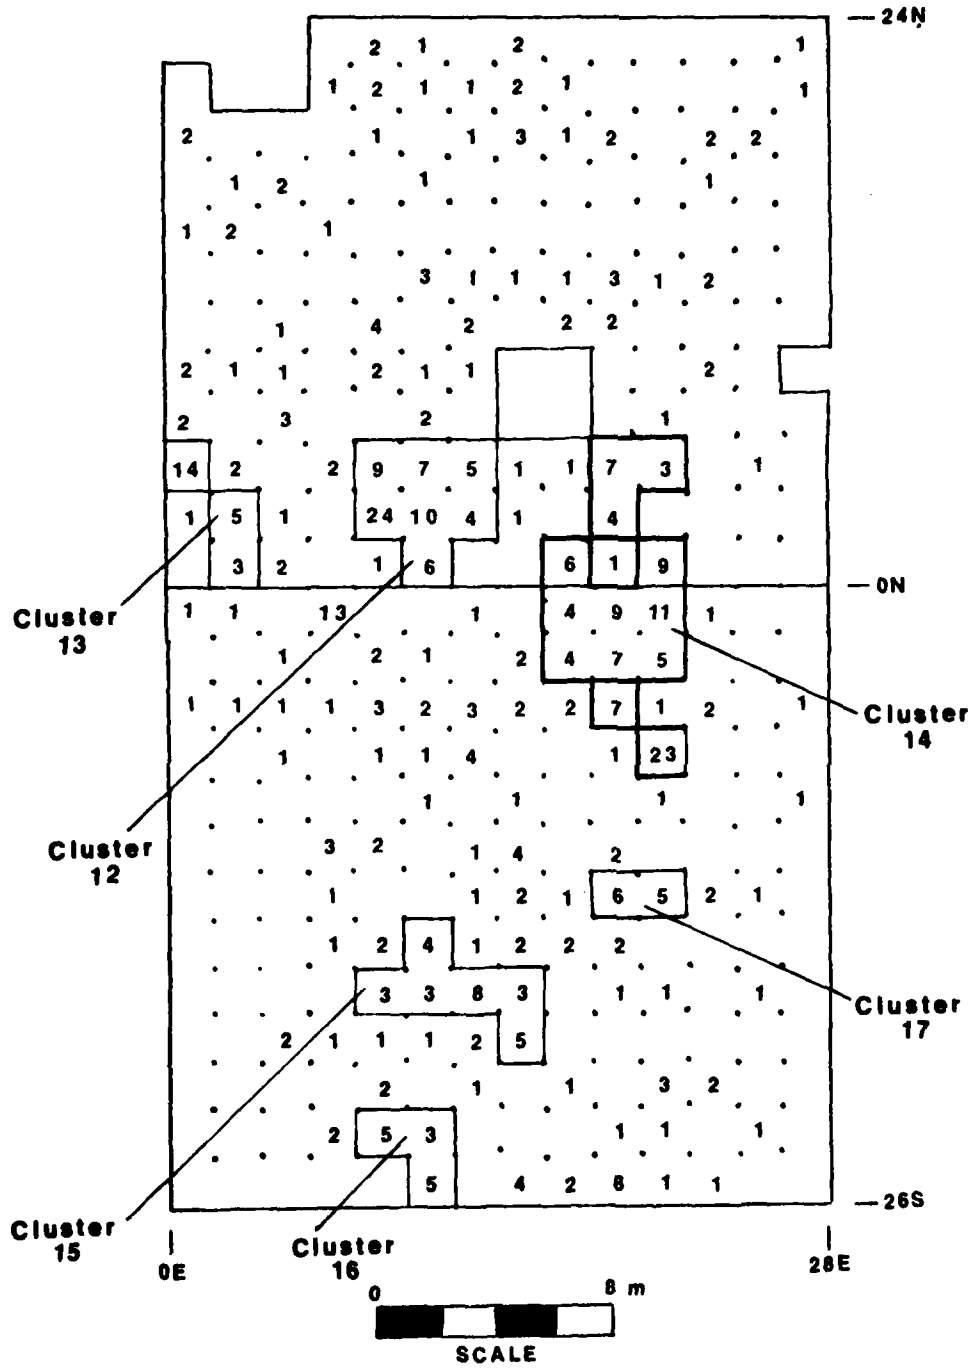 24N
2 1 2 1
1 2 1 1 2 1 1
2 1 1 3 1 2 2 2
1 2 1 1
1 2 1
3 1 1 1 3 1 2
1 4 2 2 2
2 1 1 2 1 1 2
2 3 2 1
14 2 2 9 7 5 1 1 7 3 1
1 5 1 24 10 4 1 4
3 2 1 6 6 1 9
0N
1 1 13 1 4 9 11 1
Cluster
13
1 2 1 2 4 7 5
1 1 1 1 3 2 3 2 2 7 1 2 1
Cluster
14
1 1 1 4 1 23
1 1 1 1
Cluster
12
3 2 1 4 2
1 1 2 1 6 5 2 1
1 2 4 1 2 2 2
3 3 8 3 1 1 1
Cluster
17
2 1 1 1 2 5
2 1 1 3 2
2 5 3 1 1 1
5 4 2 8 1 1
26S
Cluster
15
Cluster
16
0E
28E
0 8 m
SCALE